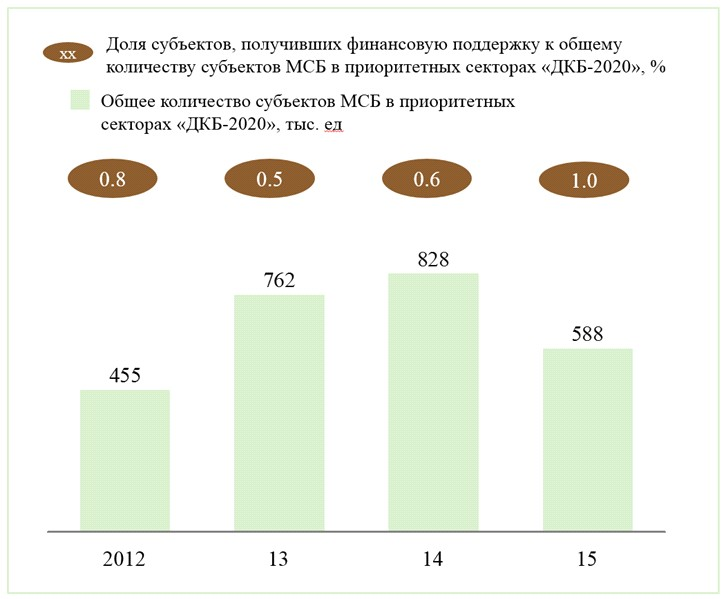 xx
Доля субъектов, получивших финансовую поддержку к общему
количеству субъектов МСБ в приоритетных секторах «ДКБ-2020», %
Общее количество субъектов МСБ в приоритетных
секторах «ДКБ-2020», тыс. ед
0.8 0.5 0.6 1.0
455 762 828 588
2012 13 14 15